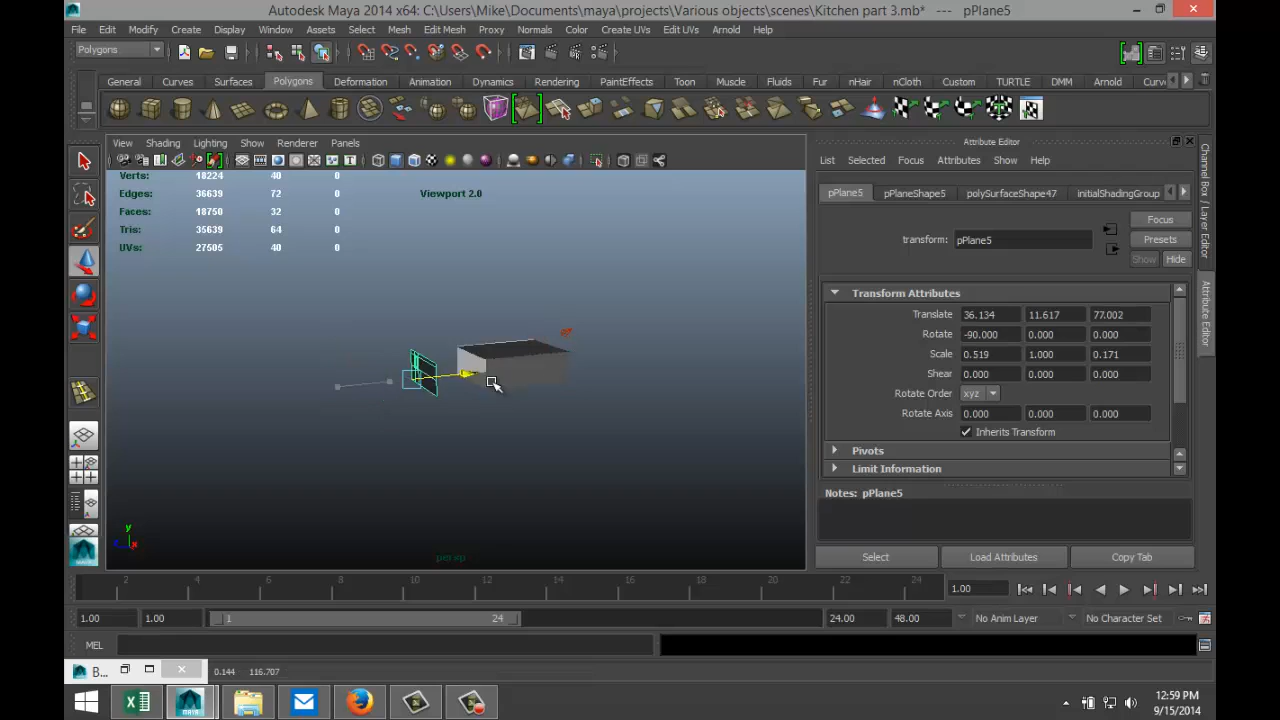 Autodesk Maya 2014 x64: C:\Users\Mike\Documents\maya\projects\Various objects\scenes\Kitchen part 3.mb* --- pPlane5
File Edit Modify Create Display Window Assets Select Mesh Edit Mesh Proxy Normals Color Create UVs Edit UVs Arnold Help
Polygons
General Curves Surfaces Polygons Deformation Animation Dynamics Rendering PaintEffects Toon Muscle Fluids Fur nHair nCloth Custom TURTLE DMM Arnold Curv
View Shading Lighting Show Renderer Panels
Verts: 18224 40 0
Edges: 36639 72 0
Faces: 18750 32 0
Tris: 35639 64 0
UVs: 27505 40 0
Viewport 2.0
y
z x
persp
Attribute Editor
List Selected Focus Attributes Show Help
pPlane5 pPlaneShape5 polySurfaceShape47 initialShadingGroup
transform: pPlane5
Focus
Presets
Show Hide
Transform Attributes
Translate 36.134 11.617 77.002
Rotate -90.000 0.000 0.000
Scale 0.519 1.000 0.171
Shear 0.000 0.000 0.000
Rotate Order xyz
Rotate Axis 0.000 0.000 0.000
Inherits Transform
Pivots
Limit Information
Notes: pPlane5
Select Load Attributes Copy Tab
Channel Box / Layer Editor
Attribute Editor
2 4 6 8 10 12 14 16 18 20 22 24 1.00
1.00 1.00 1 24 24.00 48.00 No Anim Layer No Character Set
MEL
B... 0.144 116.707
12:59 PM
9/15/2014